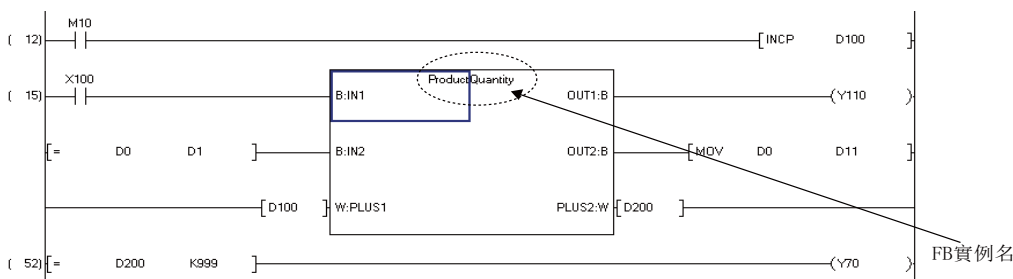 M10
( 12) [ INCP D100 ]
X100 ProductQuantity
( 15) B:IN1 OUT1:B (Y110 )
[= D0 D1 ] B:IN2 OUT2:B [ MOV D0 D11 ]
[ D100 ] W:PLUS1 PLUS2:W [ D200 ]
FB實例名
( 52) [= D200 K999 ] (Y70 )